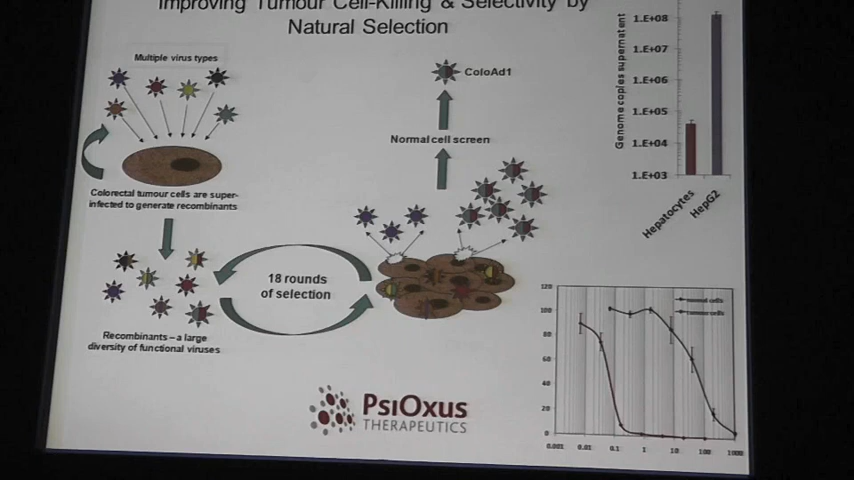 Improving Tumour Cell-Killing & Selectivity by
Natural Selection
Multiple virus types
Colorectal tumour cells are super-
infected to generate recombinants
Recombinants – a large
diversity of functional viruses
18 rounds
of selection
ColoAd1
Normal cell screen
Genome copies supernatent
1.E+08
1.E+07
1.E+06
1.E+05
1.E+04
1.E+03
Hepatocytes
HepG2
120
100
80
60
40
20
0
0.001
0.01
0.1
1
10
100
1000
normal cells
tumour cells
PsiOxus
THERAPEUTICS